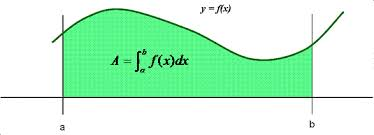 y = f(x)
A = ∫_a^b f(x)dx
a
b